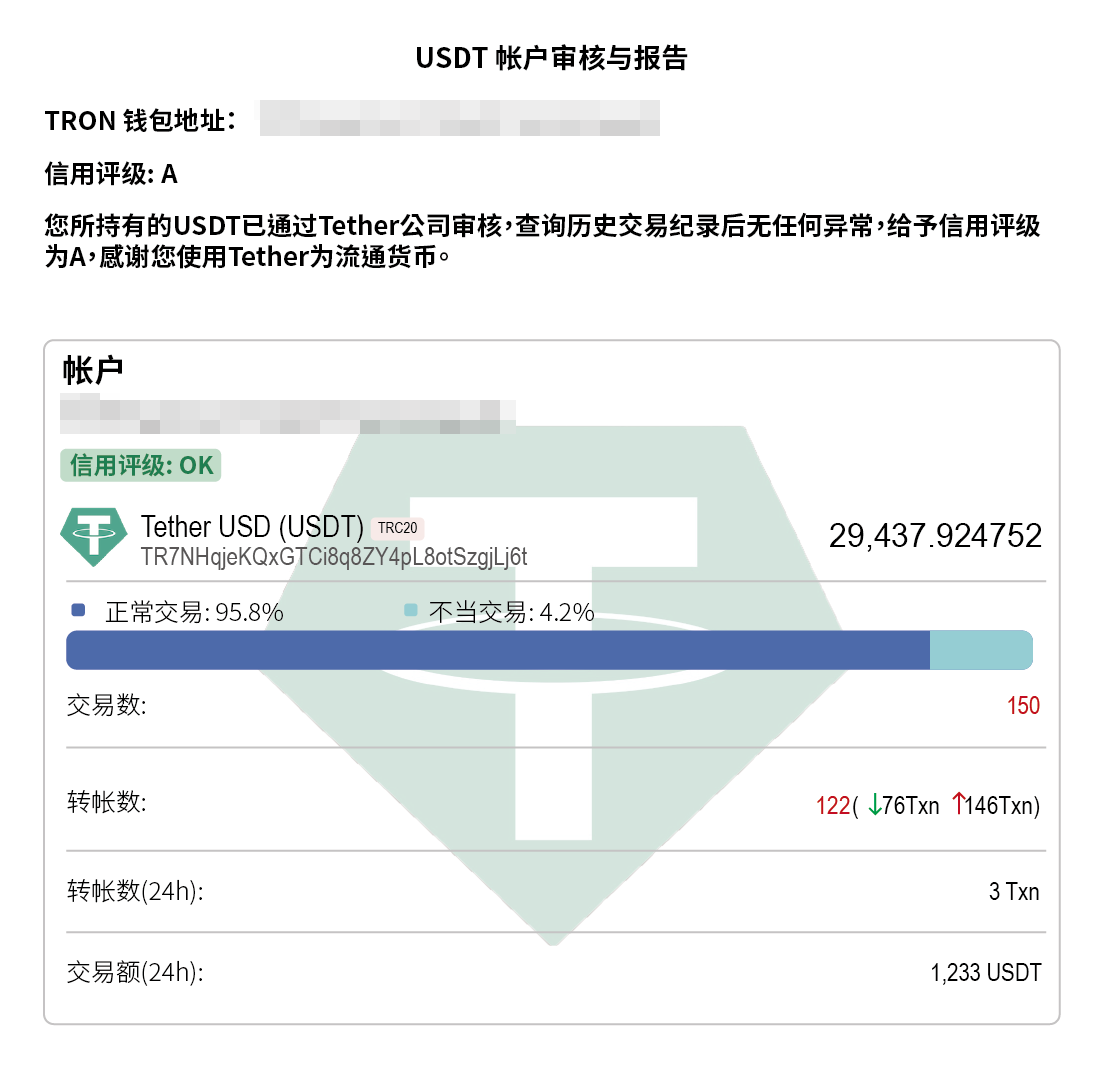 USDT 帐户审核与报告
TRON 钱包地址：
信用评级: A
您所持有的USDT已通过Tether公司审核，查询历史交易纪录后无任何异常，给予信用评级
为A，感谢您使用Tether为流通货币。
帐户
信用评级: OK
Tether USD (USDT) TRC20
29,437.924752
TR7NHqjeKQxGTCi8q8ZY4pL8otSzgjLj6t
正常交易: 95.8% 不当交易: 4.2%
交易数: 150
转帐数: 122( ↓76Txn ↑146Txn)
转帐数(24h): 3 Txn
交易额(24h): 1,233 USDT